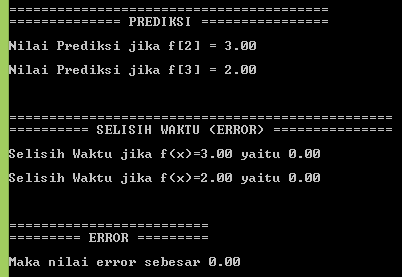 ========================================
============== PREDIKSI ================
Nilai Prediksi jika f[2] = 3.00
Nilai Prediksi jika f[3] = 2.00
================================================
========== SELISIH WAKTU (ERROR) ===============
Selisih Waktu jika f(x)=3.00 yaitu 0.00
Selisih Waktu jika f(x)=2.00 yaitu 0.00
=========================
========= ERROR =========
Maka nilai error sebesar 0.00